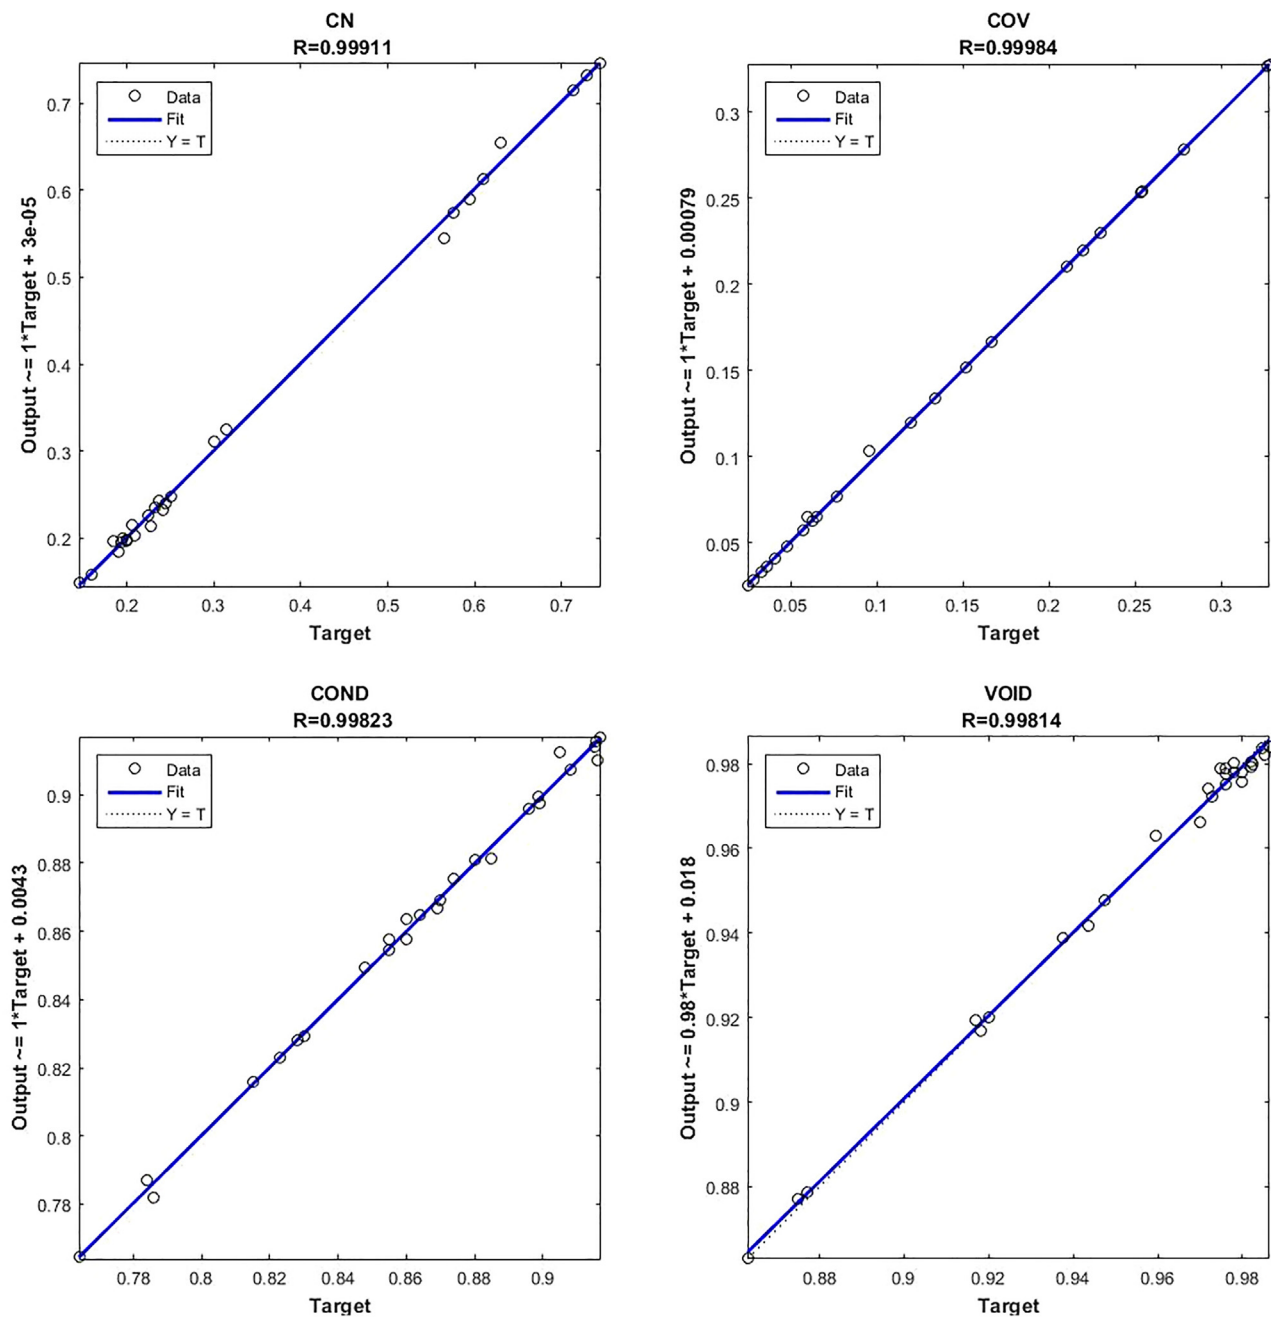 CN
R=0.99911
Data
Fit
Y = T
0.7
0.6
0.5
0.4
0.3
0.2
Output ~= 1*Target + 3e-05
0.2 0.3 0.4 0.5 0.6 0.7
Target
COV
R=0.99984
Data
Fit
Y = T
0.3
0.25
0.2
0.15
0.1
0.05
Output ~= 1*Target + 0.00079
0.05 0.1 0.15 0.2 0.25 0.3
Target
COND
R=0.99823
Data
Fit
Y = T
0.9
0.88
0.86
0.84
0.82
0.8
0.78
Output ~= 1*Target + 0.0043
0.78 0.8 0.82 0.84 0.86 0.88 0.9
Target
VOID
R=0.99814
Data
Fit
Y = T
0.98
0.96
0.94
0.92
0.9
0.88
Output ~= 0.98*Target + 0.018
0.88 0.9 0.92 0.94 0.96 0.98
Target